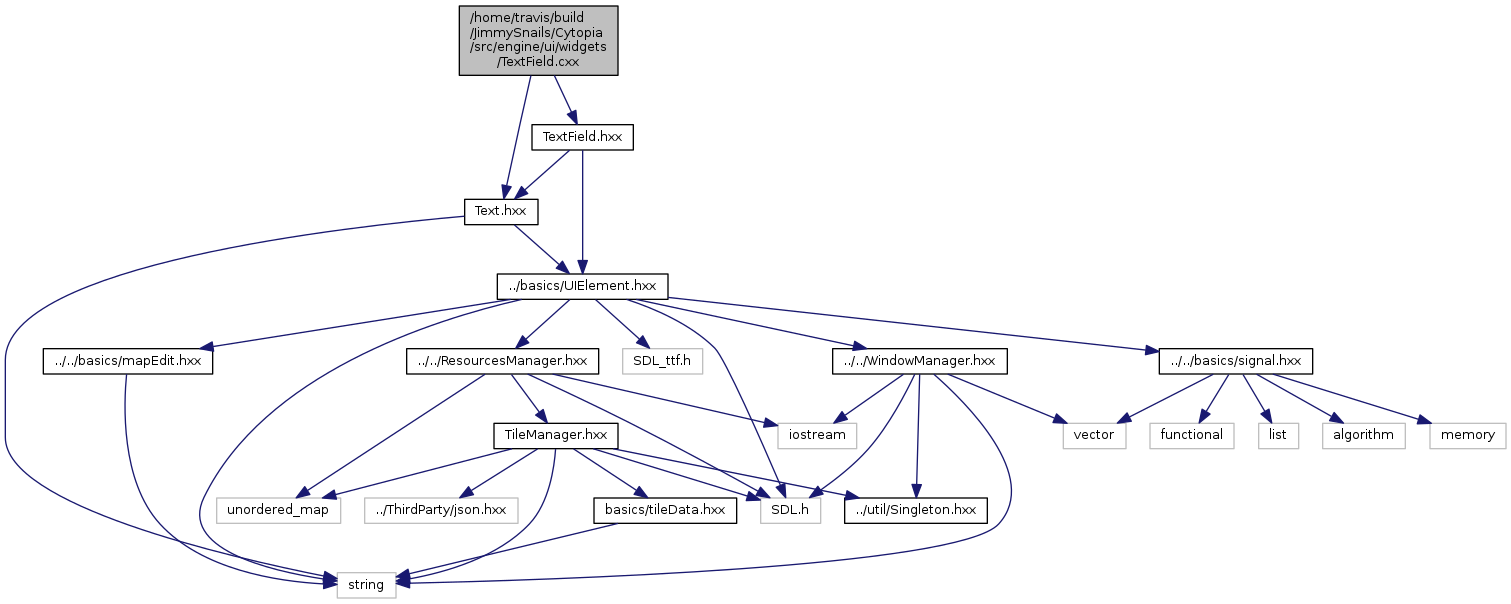 /home/travis/build
/JimmySnails/Cytopia
/src/engine/ui/widgets
/TextField.cxx
TextField.hxx
Text.hxx
../basics/UIElement.hxx
../../basics/mapEdit.hxx
../../ResourcesManager.hxx
SDL_ttf.h
../../WindowManager.hxx
../../basics/signal.hxx
TileManager.hxx
iostream
vector
functional
list
algorithm
memory
unordered_map
../ThirdParty/json.hxx
basics/tileData.hxx
SDL.h
../util/Singleton.hxx
string